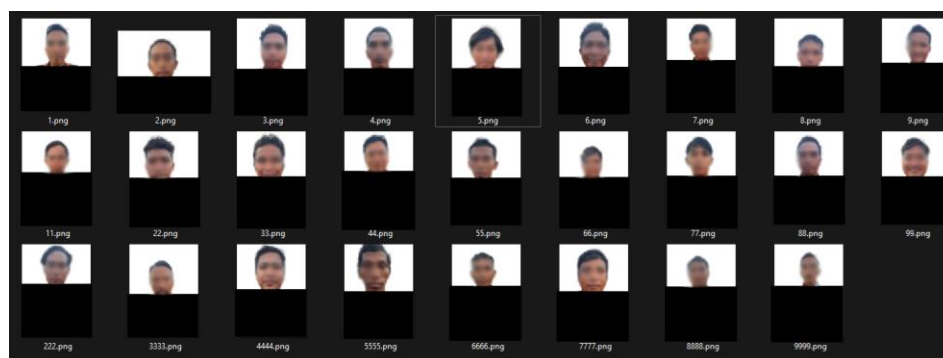 1.png 2.png 3.png 4.png 5.png 6.png 7.png 8.png 9.png
11.png 22.png 33.png 44.png 55.png 66.png 77.png 88.png 99.png
222.png 3333.png 4444.png 5555.png 6666.png 7777.png 8888.png 9999.png